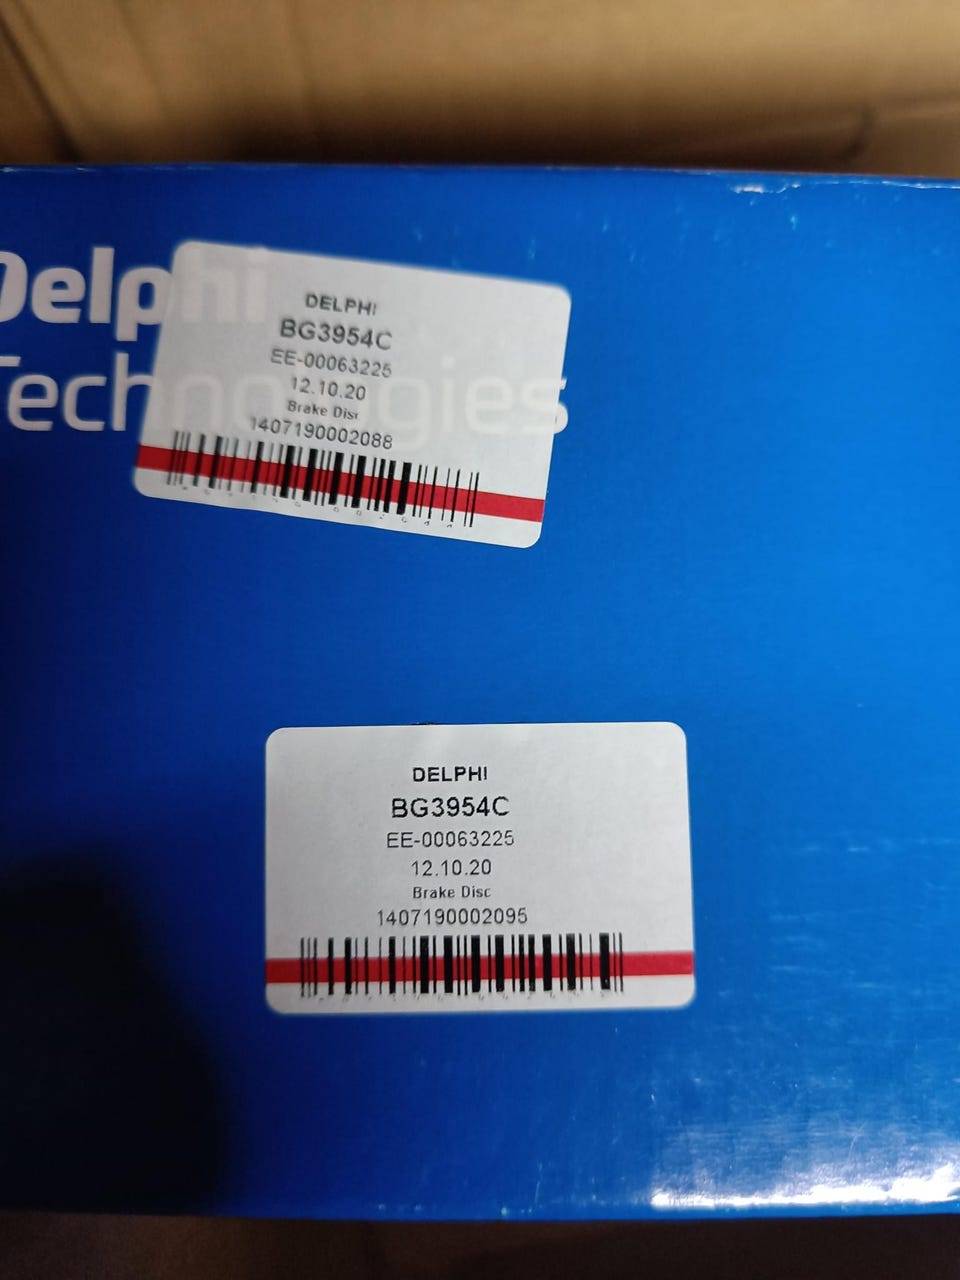 Delphi
Technologies
DELPHI
BG3954C
EE-00063225
12.10.20
Brake Disc
1407190002088
DELPHI
BG3954C
EE-00063225
12.10.20
Brake Disc
1407190002095